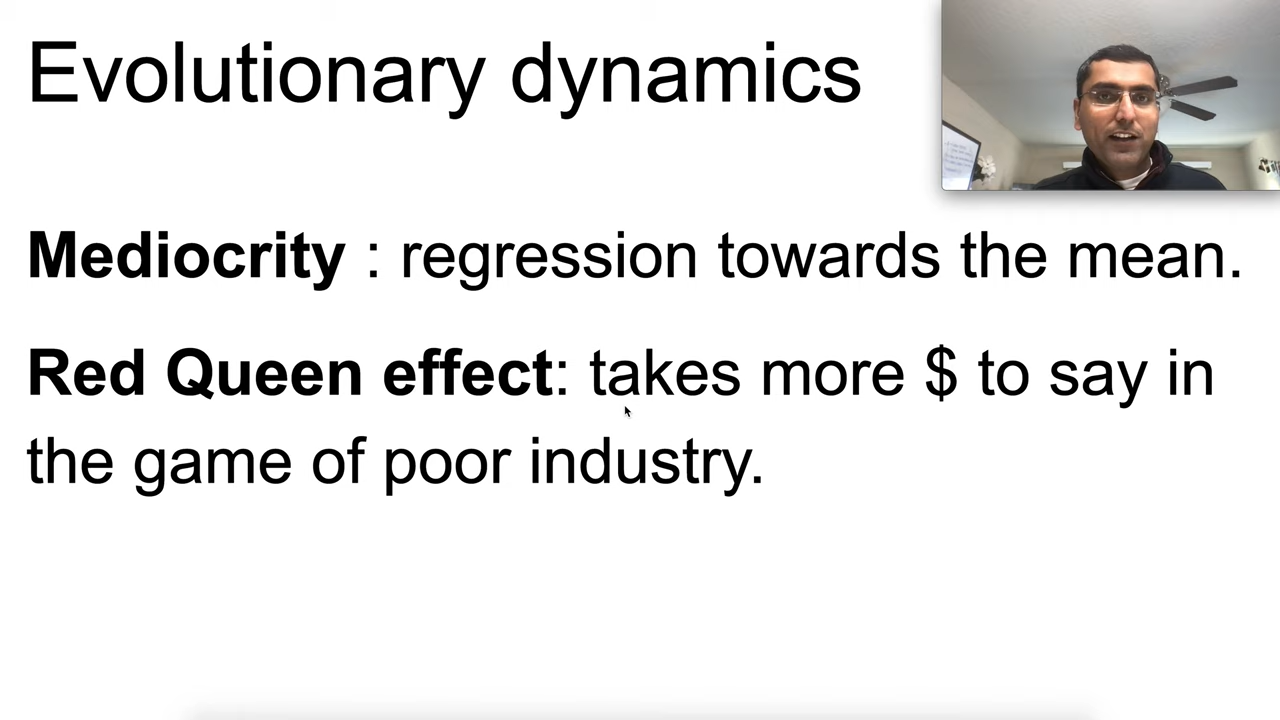 Evolutionary dynamics
Mediocrity : regression towards the mean.
Red Queen effect: takes more $ to say in
the game of poor industry.